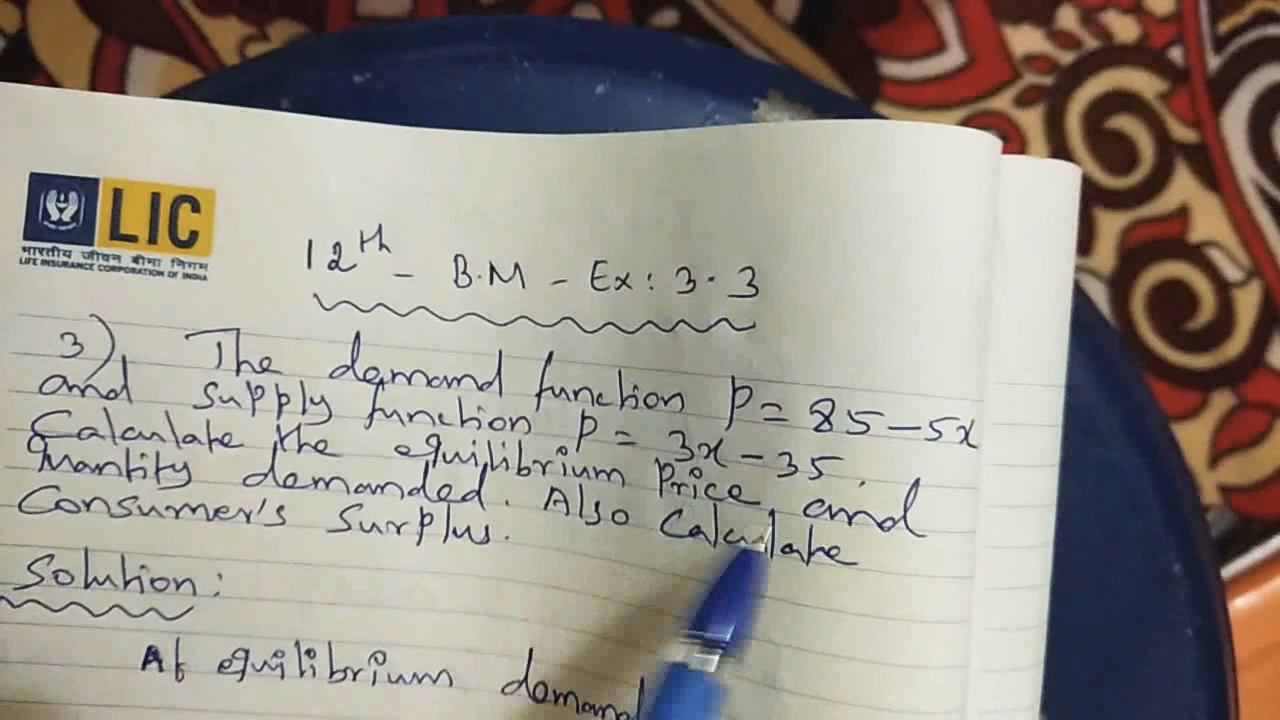 LIC
भारतीय जीवन बीमा निगम
LIFE INSURANCE CORPORATION OF INDIA
12th - B.M - Ex: 3.3
3). The demand function P = 85 - 5x
and supply function P = 3x - 35.
Calculate the equilibrium Price and
quantity demanded. Also Calculate
Consumer's Surplus.
Solution:
At equilibrium demand